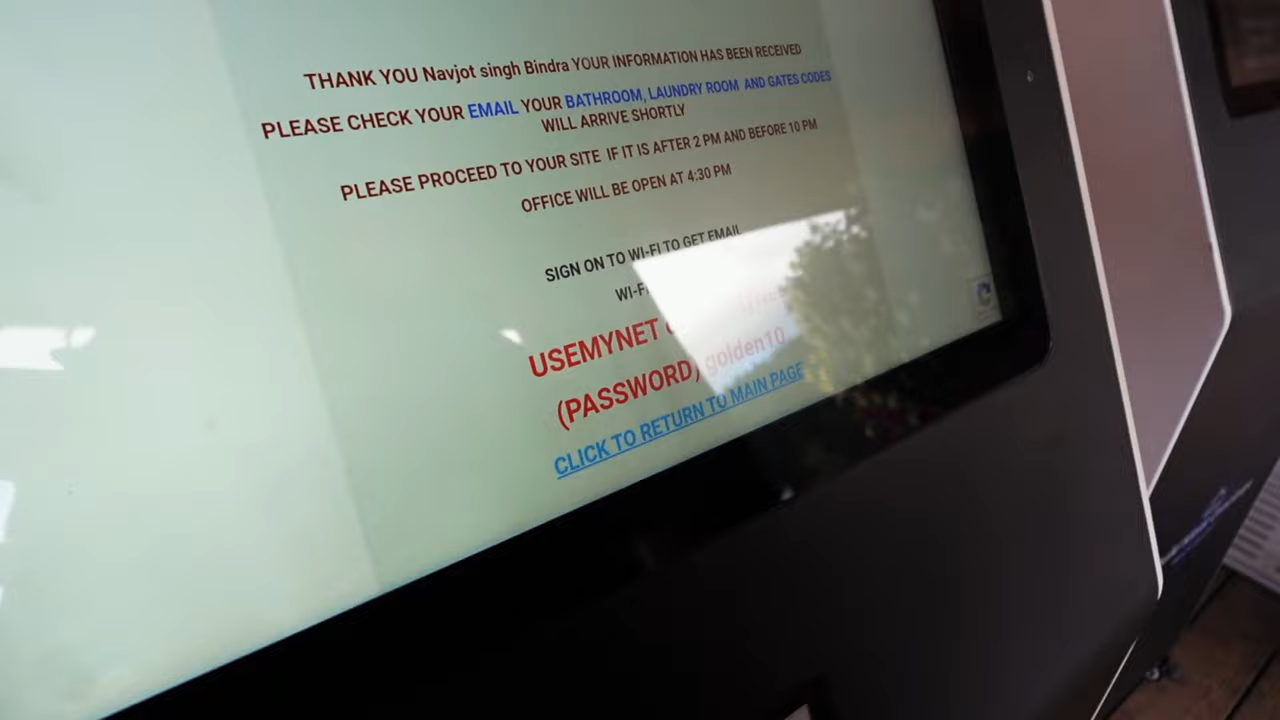 THANK YOU Navjot singh Bindra YOUR INFORMATION HAS BEEN RECEIVED
PLEASE CHECK YOUR EMAIL YOUR BATHROOM, LAUNDRY ROOM AND GATES CODES
WILL ARRIVE SHORTLY
PLEASE PROCEED TO YOUR SITE IF IT IS AFTER 2 PM AND BEFORE 10 PM
OFFICE WILL BE OPEN AT 4:30 PM
SIGN ON TO WI-FI TO GET EMAIL
WI-FI
USEMYNET
(PASSWORD) golden10
CLICK TO RETURN TO MAIN PAGE